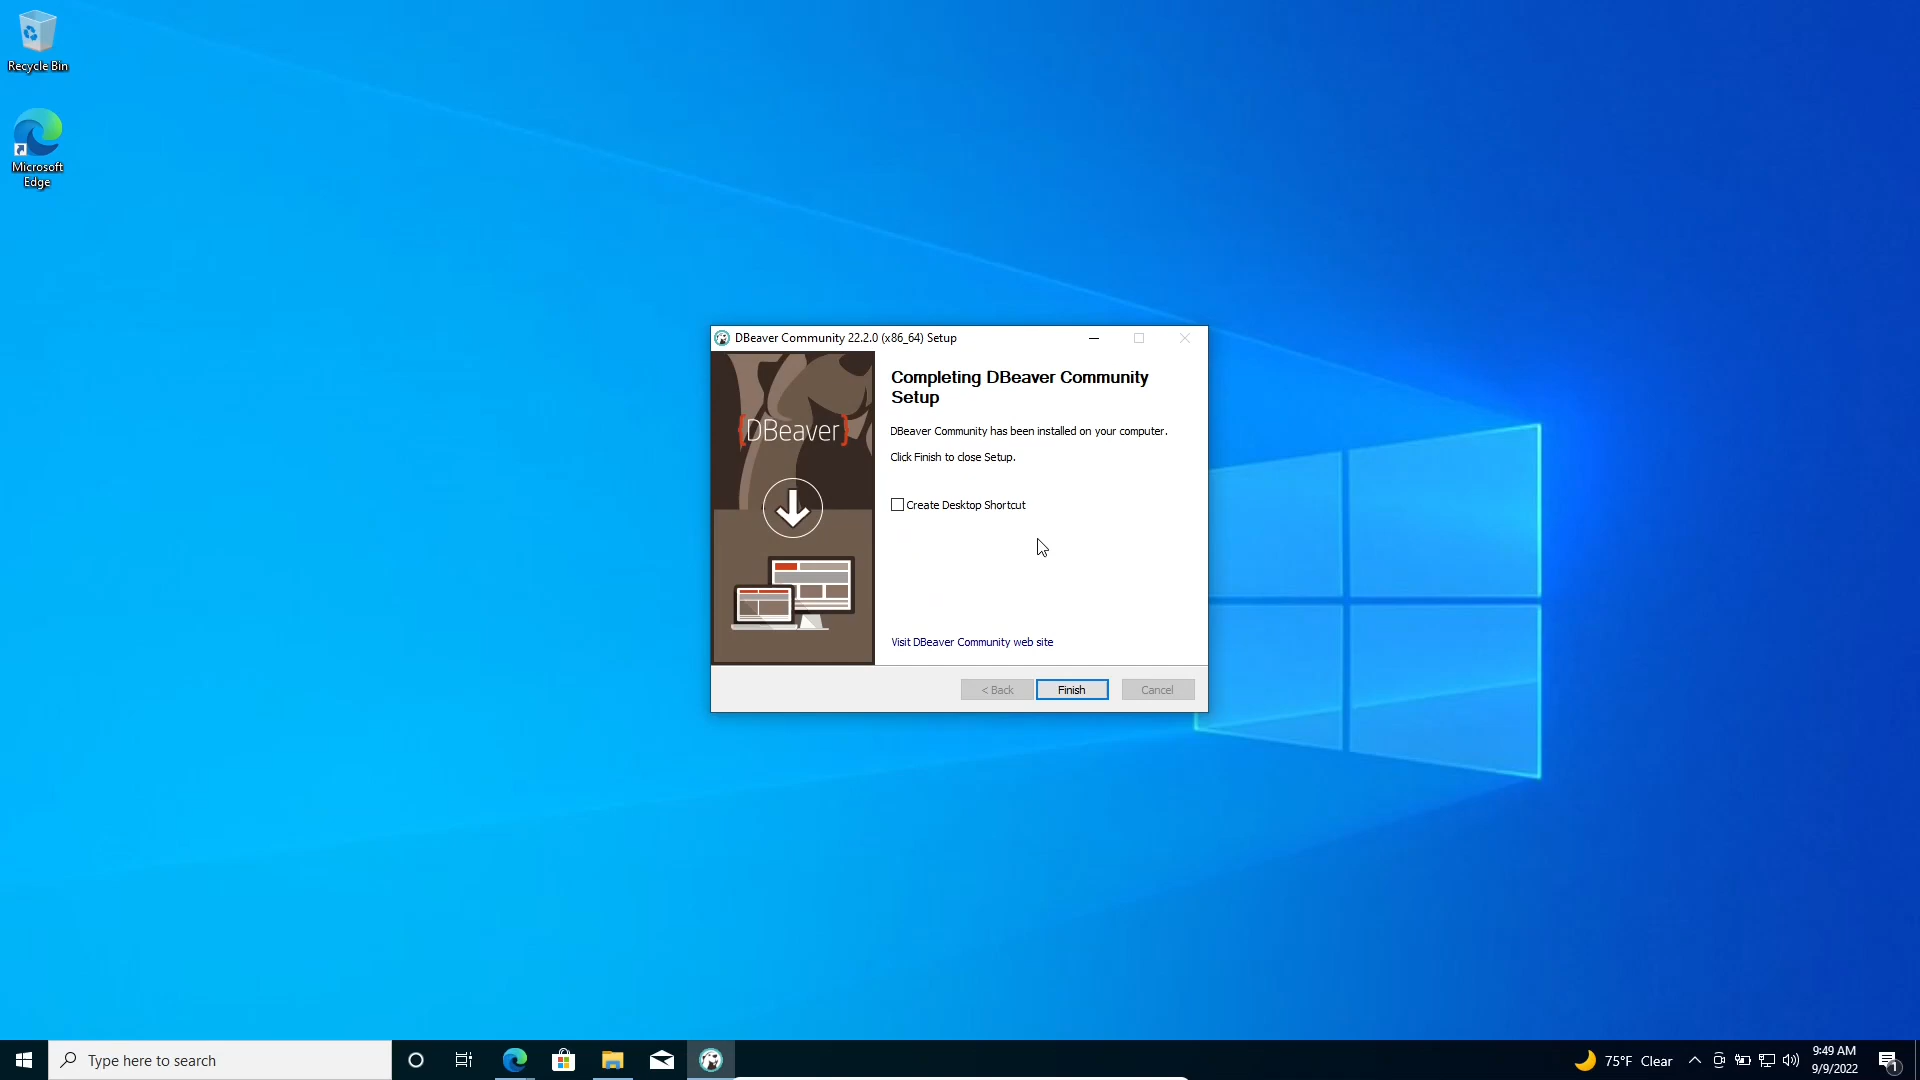 Recycle Bin
Microsoft
Edge
DBeaver Community 22.2.0 (x86_64) Setup
{DBeaver}
Completing DBeaver Community
Setup
DBeaver Community has been installed on your computer.
Click Finish to close Setup.
Create Desktop Shortcut
Visit DBeaver Community web site
< Back
Finish
Cancel
Type here to search
75°F Clear
9:49 AM
9/9/2022
1